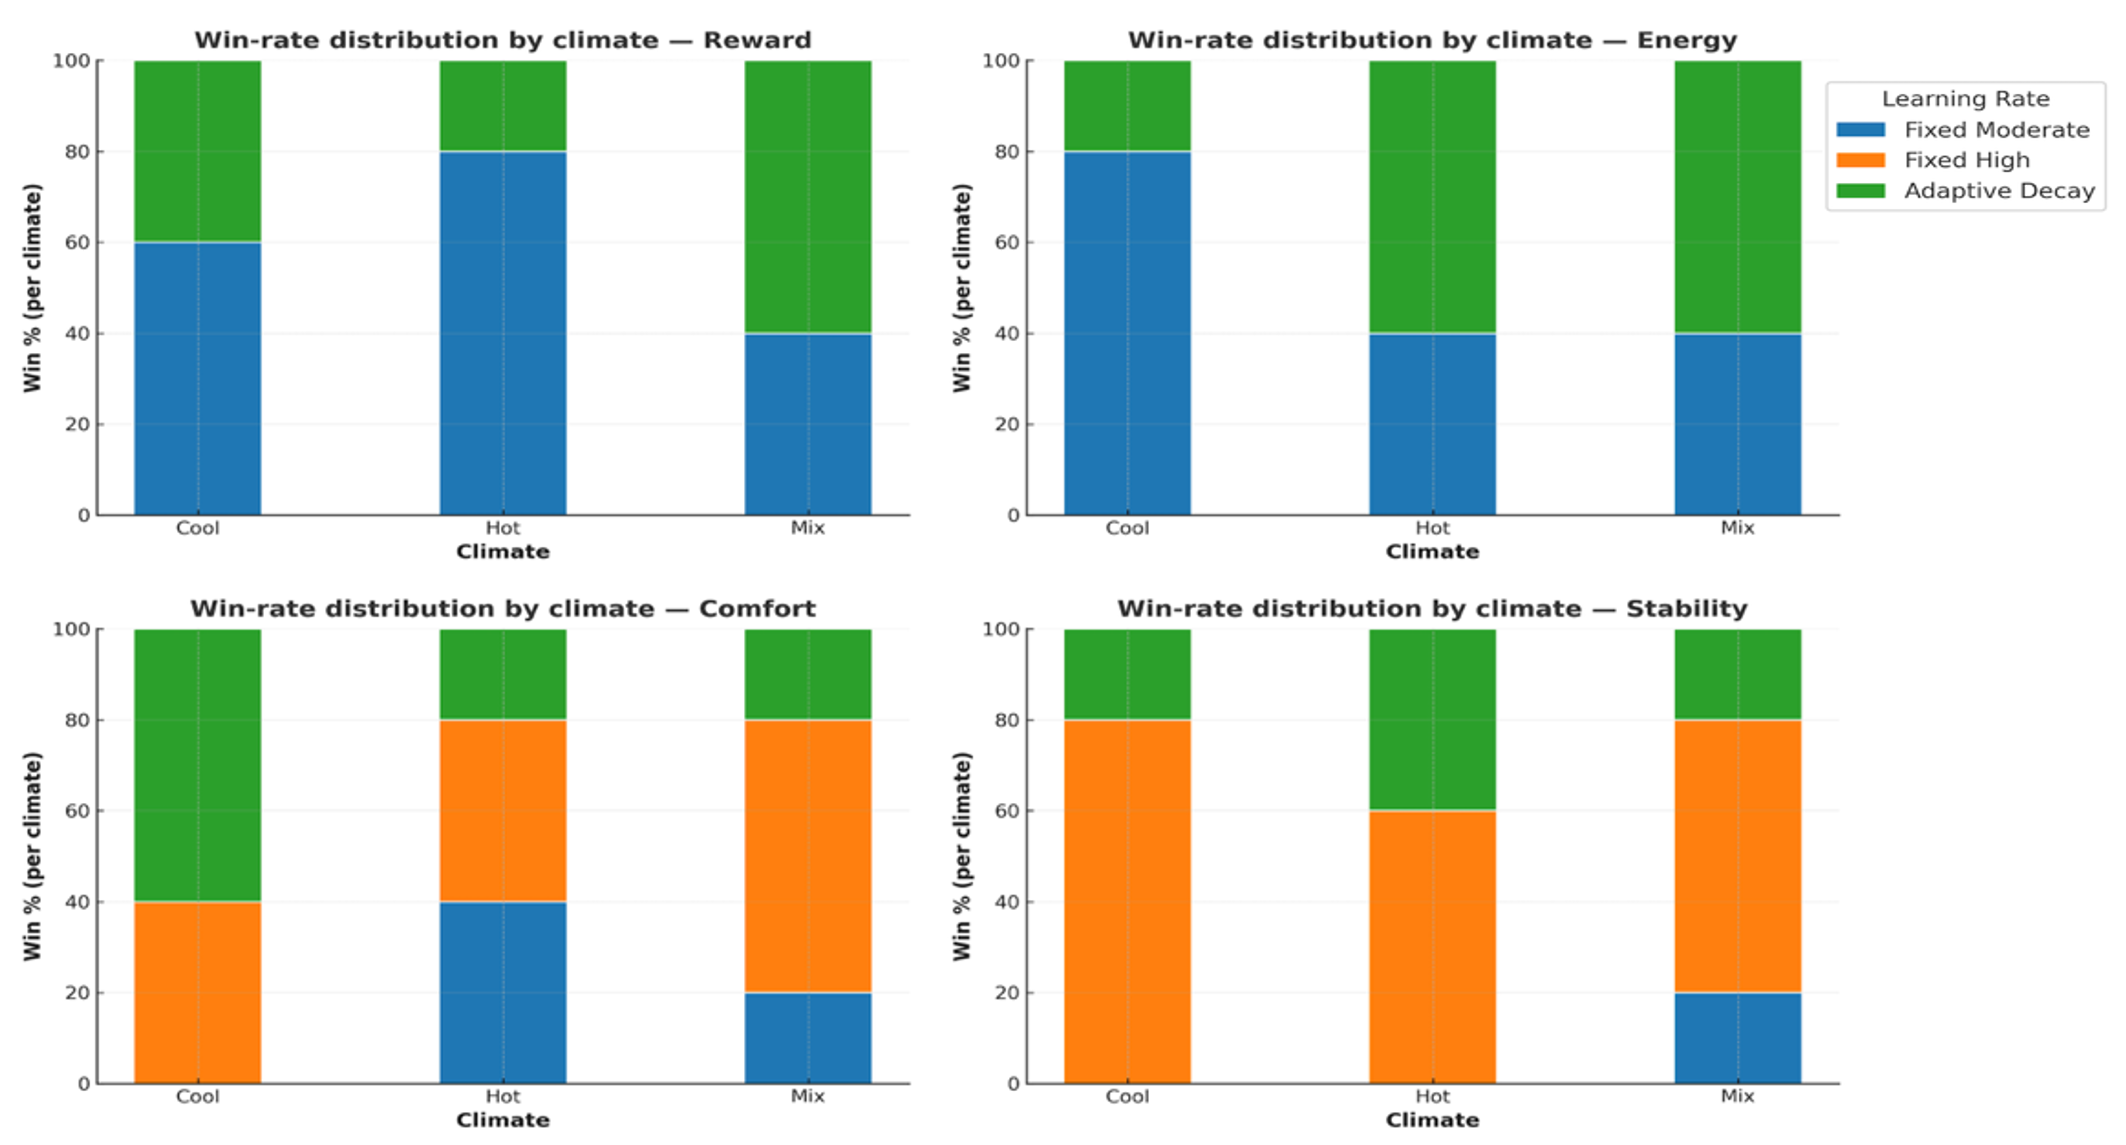 Win-rate distribution by climate — Reward
100
80
60
40
20
0
Win % (per climate)
Cool
Hot
Mix
Climate
Win-rate distribution by climate — Energy
100
80
60
40
20
0
Win % (per climate)
Cool
Hot
Mix
Climate
Learning Rate
Fixed Moderate
Fixed High
Adaptive Decay
Win-rate distribution by climate — Comfort
100
80
60
40
20
0
Win % (per climate)
Cool
Hot
Mix
Climate
Win-rate distribution by climate — Stability
100
80
60
40
20
0
Win % (per climate)
Cool
Hot
Mix
Climate